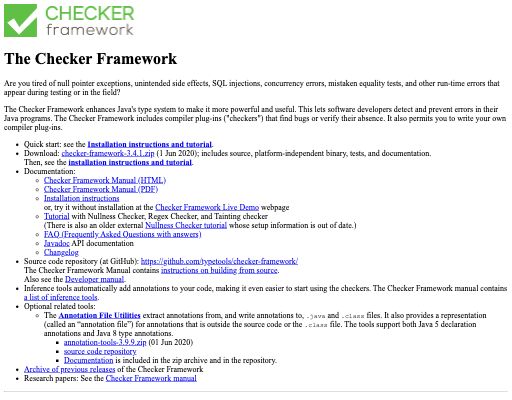 CHECKER
framework
The Checker Framework
Are you tired of null pointer exceptions, unintended side effects, SQL injections, concurrency errors, mistaken equality tests, and other run-time errors that
appear during testing or in the field?
The Checker Framework enhances Java's type system to make it more powerful and useful. This lets software developers detect and prevent errors in their
Java programs. The Checker Framework includes compiler plug-ins ("checkers") that find bugs or verify their absence. It also permits you to write your own
compiler plug-ins.
• Quick start: see the Installation instructions and tutorial.
• Download: checker-framework-3.4.1.zip (1 Jun 2020); includes source, platform-independent binary, tests, and documentation.
Then, see the installation instructions and tutorial.
• Documentation:
◦ Checker Framework Manual (HTML)
◦ Checker Framework Manual (PDF)
◦ Installation instructions
or, try it without installation at the Checker Framework Live Demo webpage
◦ Tutorial with Nullness Checker, Regex Checker, and Tainting checker
(There is also an older external Nullness Checker tutorial whose setup information is out of date.)
◦ FAQ (Frequently Asked Questions with answers)
◦ Javadoc API documentation
◦ Changelog
• Source code repository (at GitHub): https://github.com/typetools/checker-framework/
The Checker Framework Manual contains instructions on building from source.
Also see the Developer manual.
• Inference tools automatically add annotations to your code, making it even easier to start using the checkers. The Checker Framework manual contains
a list of inference tools.
• Optional related tools:
◦ The Annotation File Utilities extract annotations from, and write annotations to, .java and .class files. It also provides a representation
(called an “annotation file”) for annotations that is outside the source code or the .class file. The tools support both Java 5 declaration
annotations and Java 8 type annotations.
▪ annotation-tools-3.9.9.zip (01 Jun 2020)
▪ source code repository
▪ Documentation is included in the zip archive and in the repository.
• Archive of previous releases of the Checker Framework
• Research papers: See the Checker Framework manual